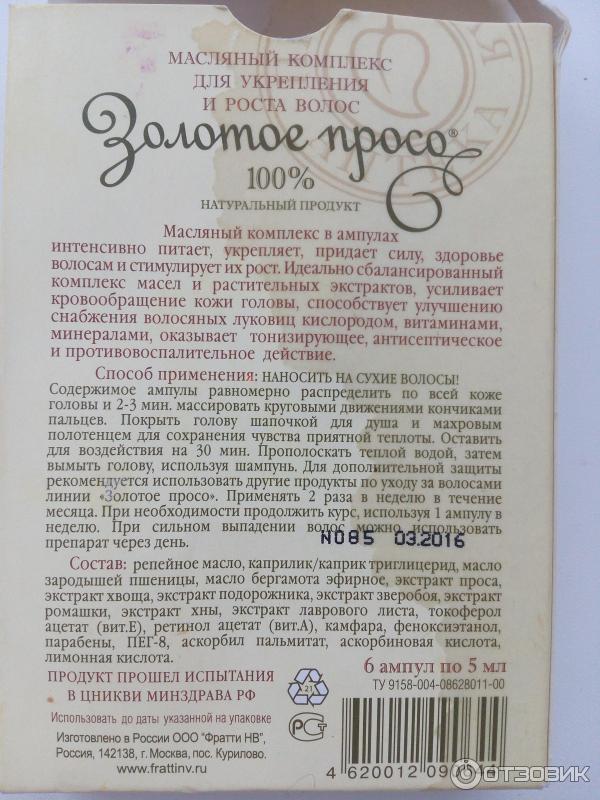 МАСЛЯНЫЙ КОМПЛЕКС
ДЛЯ УКРЕПЛЕНИЯ
И РОСТА ВОЛОС
Золотое просо®
100%
НАТУРАЛЬНЫЙ ПРОДУКТ
Масляный комплекс в ампулах
интенсивно питает, укрепляет, придает силу, здоровье
волосам и стимулирует их рост. Идеально сбалансированный
комплекс масел и растительных экстрактов, усиливает
кровообращение кожи головы, способствует улучшению
снабжения волосяных луковиц кислородом, витаминами,
минералами, оказывает тонизирующее, антисептическое
и противовоспалительное действие.
Способ применения: НАНОСИТЬ НА СУХИЕ ВОЛОСЫ!
Содержимое ампулы равномерно распределить по всей коже
головы и 2-3 мин. массировать круговыми движениями кончиками
пальцев. Покрыть голову шапочкой для душа и махровым
полотенцем для сохранения чувства приятной теплоты. Оставить
для воздействия на 30 мин. Прополоскать теплой водой, затем
вымыть голову, используя шампунь. Для дополнительной защиты
рекомендуется использовать другие продукты по уходу за волосами
линии «Золотое просо». Применять 2 раза в неделю в течение
месяца. При необходимости продолжить курс, используя 1 ампулу в
неделю. При сильном выпадении волос можно использовать
препарат через день.
N085 03.2016
Состав: репейное масло, каприлик/каприк триглицерид, масло
зародышей пшеницы, масло бергамота эфирное, экстракт проса,
экстракт хвоща, экстракт подорожника, экстракт зверобоя, экстракт
ромашки, экстракт хны, экстракт лаврового листа, токоферол
ацетат (вит.Е), ретинол ацетат (вит.А), камфара, феноксиэтанол,
парабены, ПЕГ-8, аскорбил пальмитат, аскорбиновая кислота,
лимонная кислота.
6 ампул по 5 мл
ТУ 9158-004-08628011-00
ПРОДУКТ ПРОШЕЛ ИСПЫТАНИЯ
В ЦНИКВИ МИНЗДРАВА РФ
21
Использовать до даты указанной на упаковке
Изготовлено в России ООО "Фратти НВ",
Россия, 142138, г. Москва, пос. Курилово.
www.frattinv.ru
РСТ
4 620012 090
ОТЗОВИК